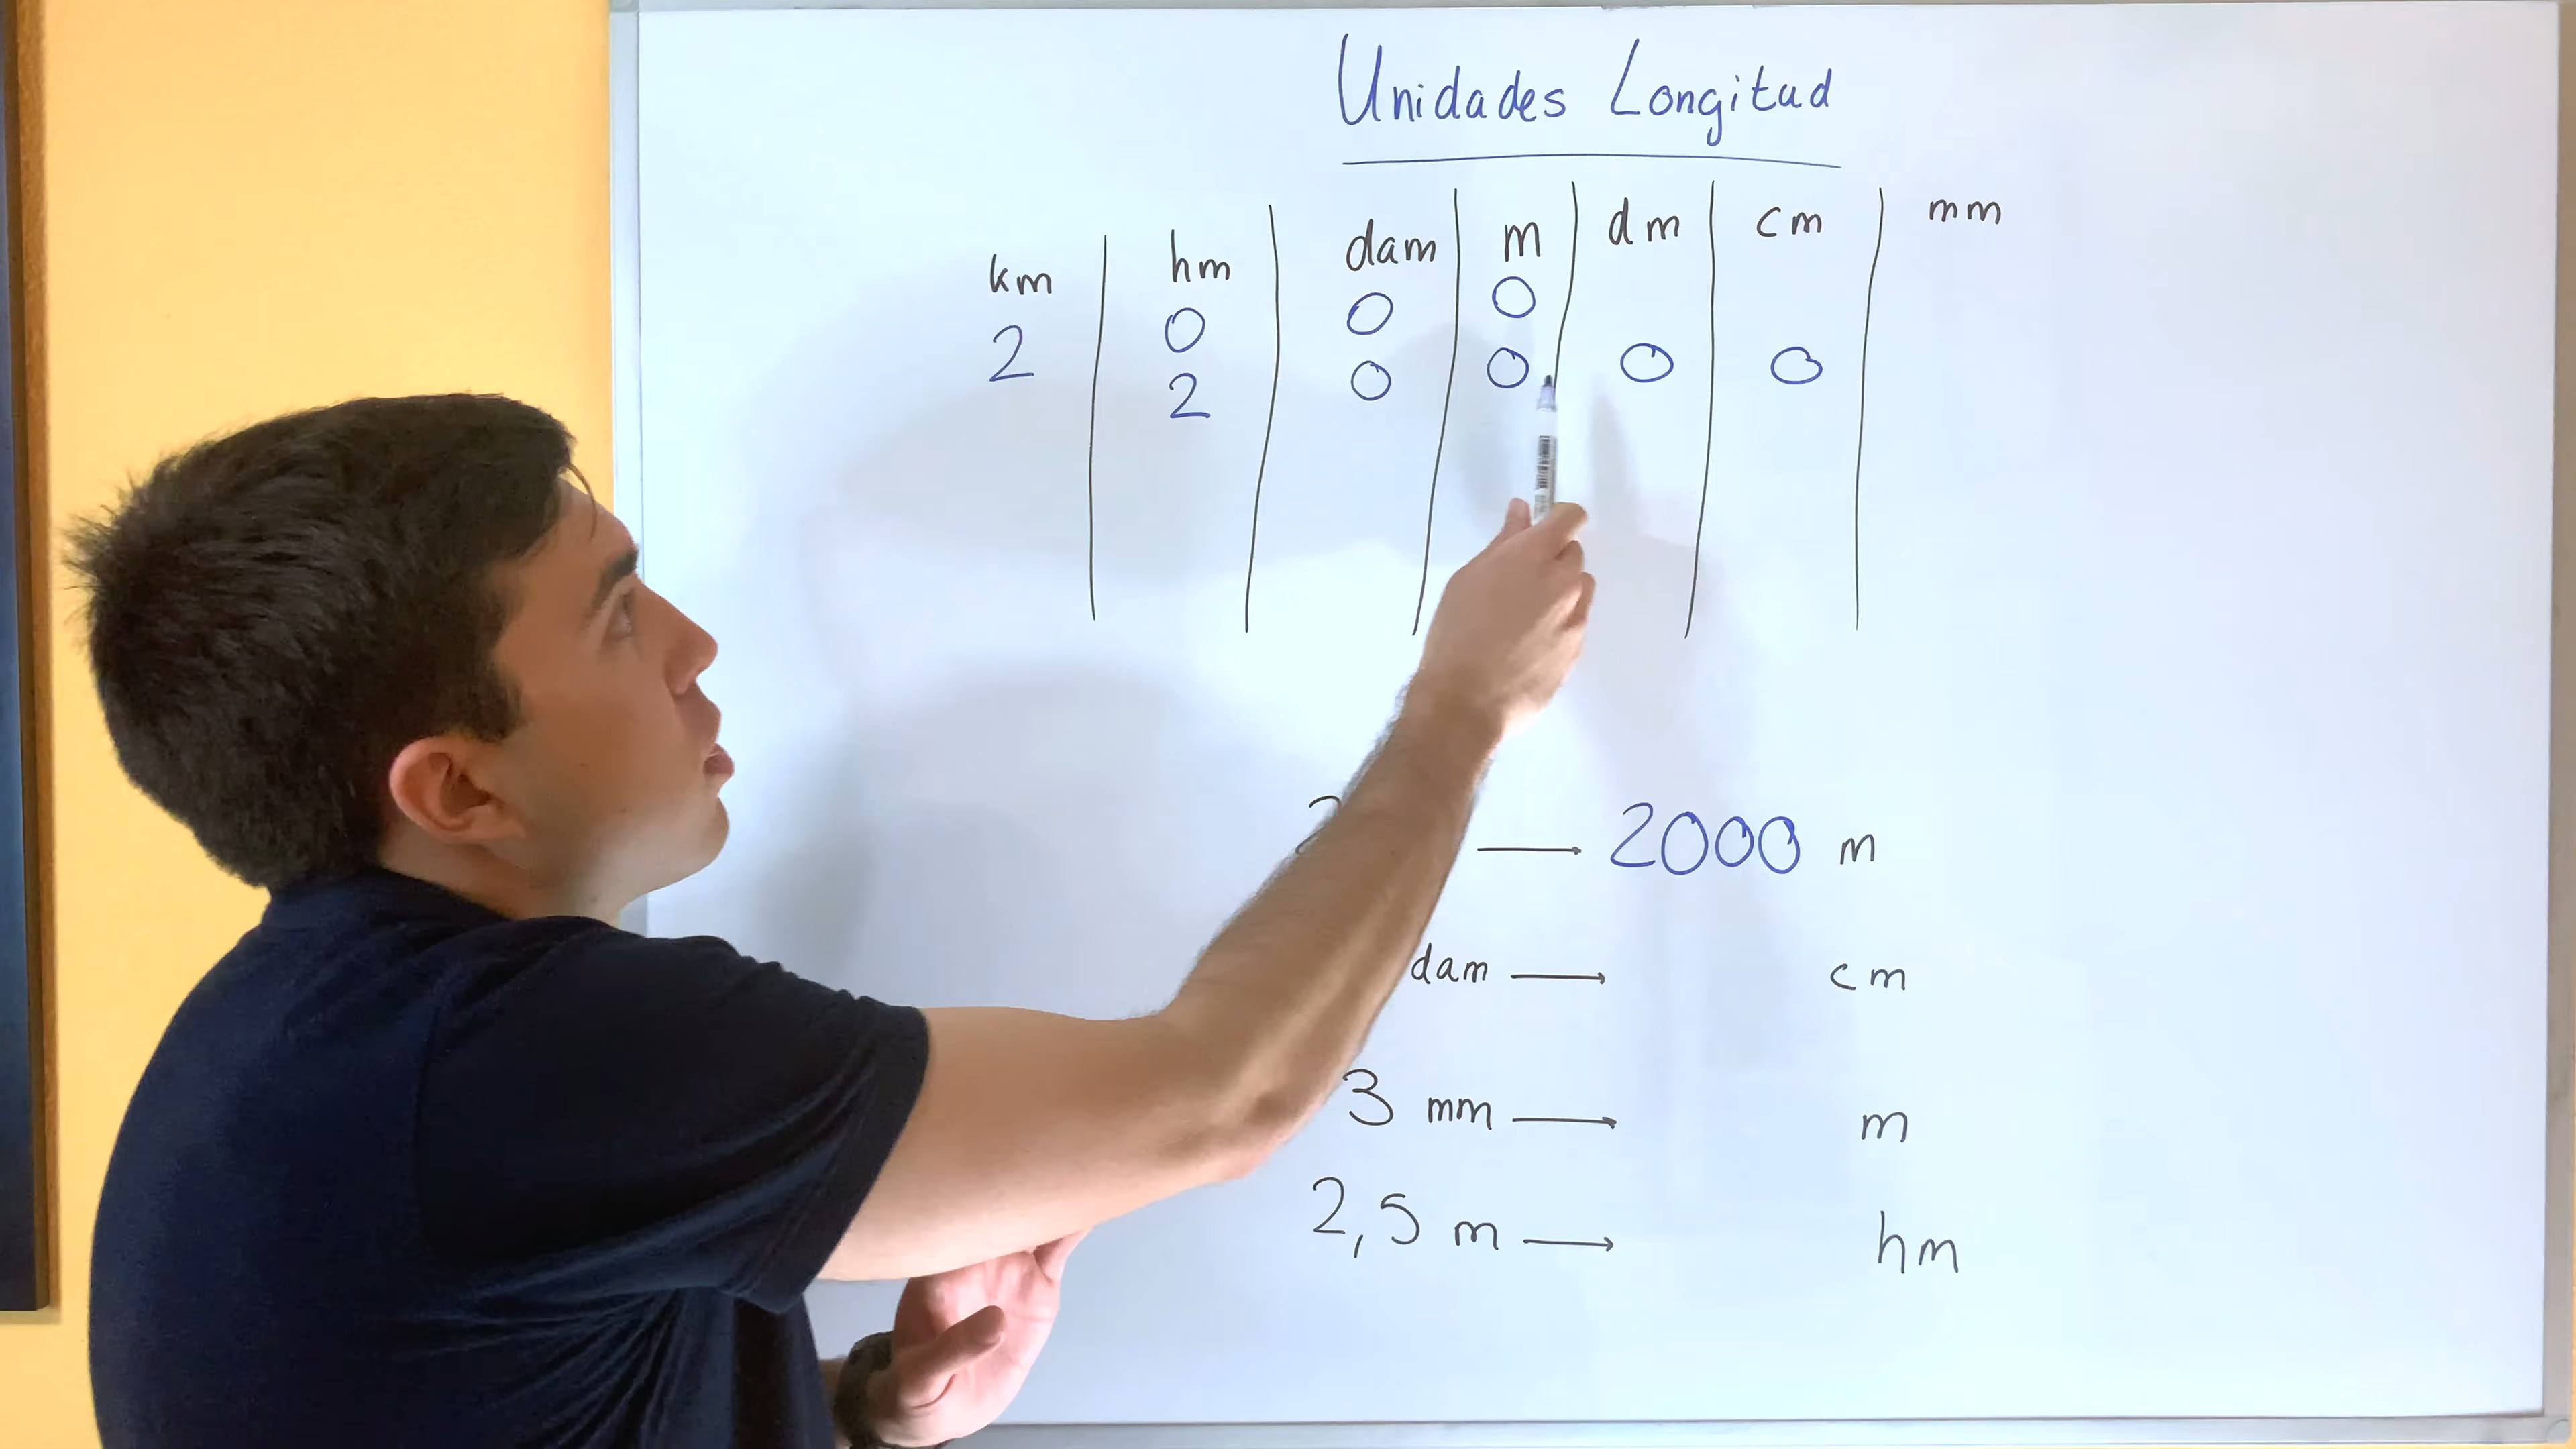 Unidades Longitud
km hm dam m dm cm mm
2 0 0 0
2 0 0 0 0
2000 m
dam cm
3 mm m
2,5 m hm